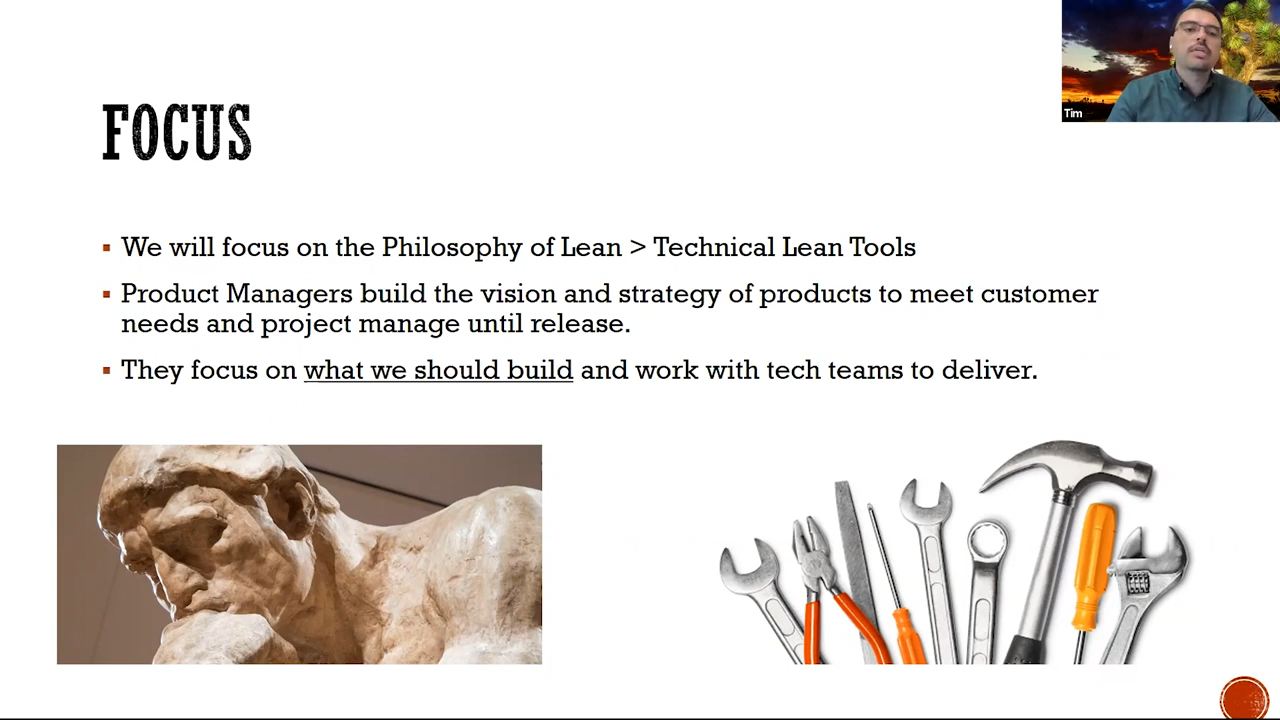 Tim
FOCUS
We will focus on the Philosophy of Lean > Technical Lean Tools
Product Managers build the vision and strategy of products to meet customer
needs and project manage until release.
They focus on what we should build and work with tech teams to deliver.